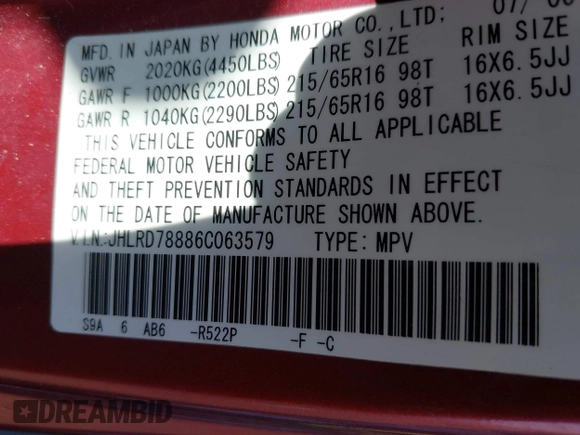 MFD. IN JAPAN BY HONDA MOTOR CO.,LTD; 07/
GVWR 2020KG(4450LBS) TIRE SIZE RIM SIZE
GAWR F 1000KG(2200LBS) 215/65R16 98T 16X6.5JJ
GAWR R 1040KG(2290LBS) 215/65R16 98T 16X6.5JJ
THIS VEHICLE CONFORMS TO ALL APPLICABLE
FEDERAL MOTOR VEHICLE SAFETY
AND THEFT PREVENTION STANDARDS IN EFFECT
ON THE DATE OF MANUFACTURE SHOWN ABOVE.
V.I.N.:JHLRD78886C063579 TYPE: MPV
S9A 6 AB6 -R522P -F -C
DREAMBID